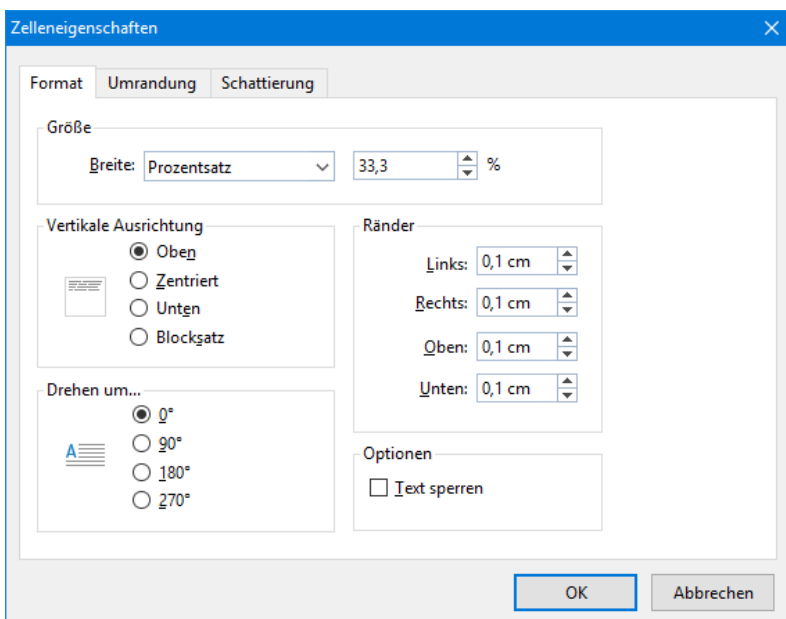 Zelleneigenschaften
Format Umrandung Schattierung
Größe
Breite: Prozentsatz 33,3 %
Vertikale Ausrichtung
Oben
Zentriert
Unten
Blocksatz
Ränder
Links: 0,1 cm
Rechts: 0,1 cm
Oben: 0,1 cm
Unten: 0,1 cm
Drehen um...
A
0°
90°
180°
270°
Optionen
Text sperren
OK Abbrechen